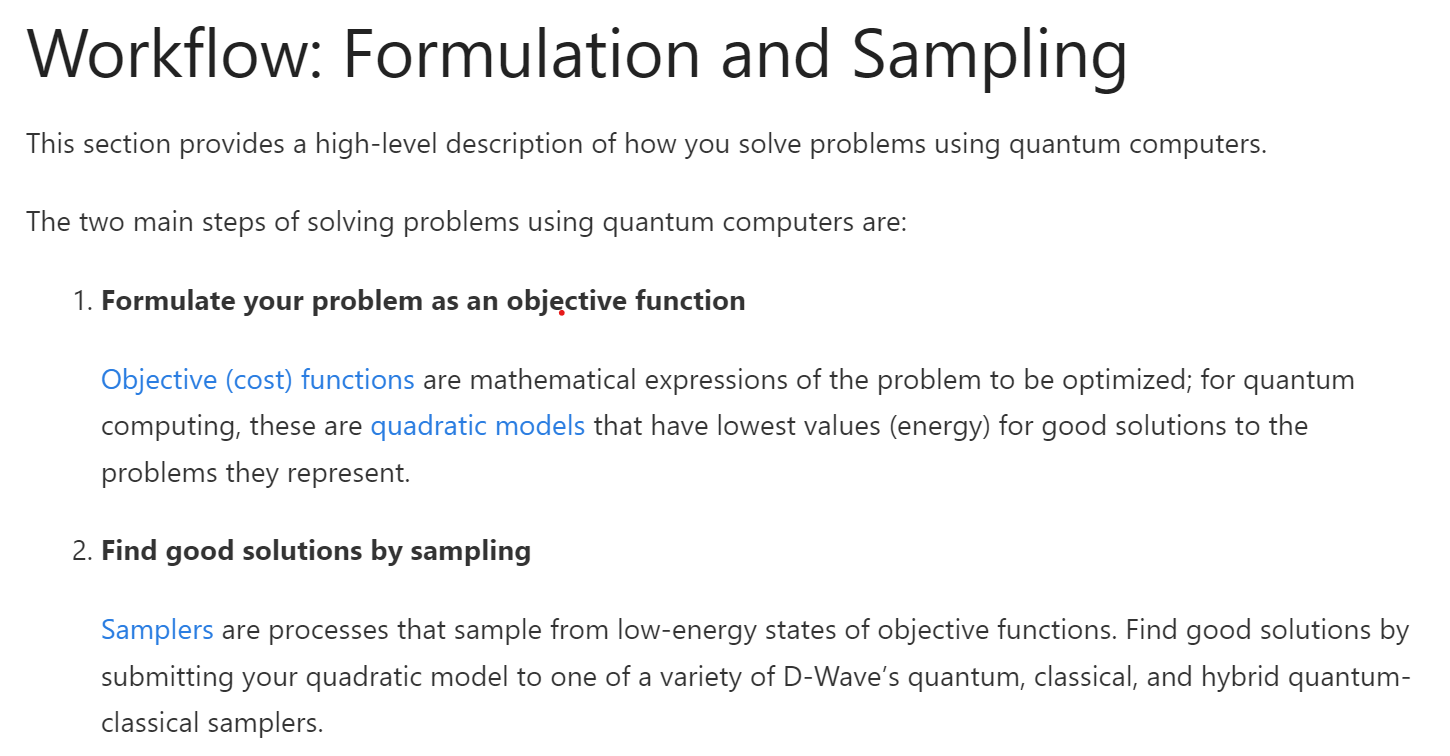 Workflow: Formulation and Sampling
This section provides a high-level description of how you solve problems using quantum computers.
The two main steps of solving problems using quantum computers are:
1. Formulate your problem as an objective function
Objective (cost) functions are mathematical expressions of the problem to be optimized; for quantum
computing, these are quadratic models that have lowest values (energy) for good solutions to the
problems they represent.
2. Find good solutions by sampling
Samplers are processes that sample from low-energy states of objective functions. Find good solutions by
submitting your quadratic model to one of a variety of D-Wave’s quantum, classical, and hybrid quantum-
classical samplers.